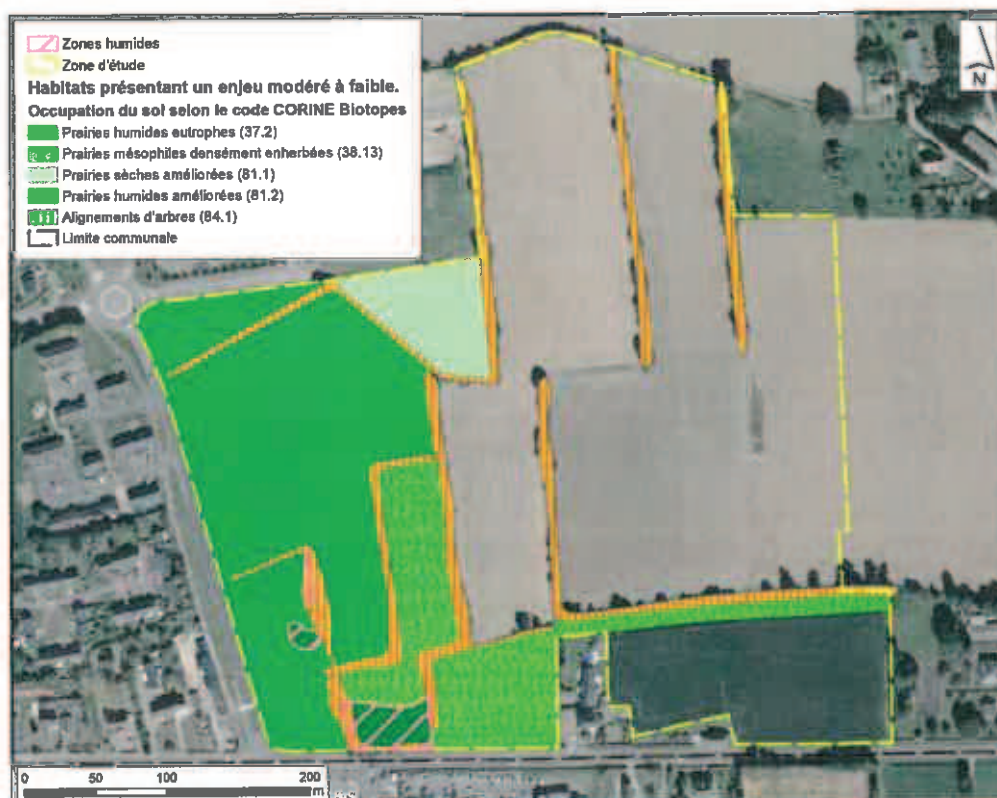 Zones humides
Zone d'étude
Habitats présentant un enjeu modéré à faible.
Occupation du sol selon le code CORINE Biotopes
Prairies humides eutrophes (37.2)
Prairies mésophiles densément enherbées (38.13)
Prairies sèches améliorées (81.1)
Prairies humides améliorées (81.2)
Alignements d'arbres (84.1)
Limite communale
N
0 50 100 200
m